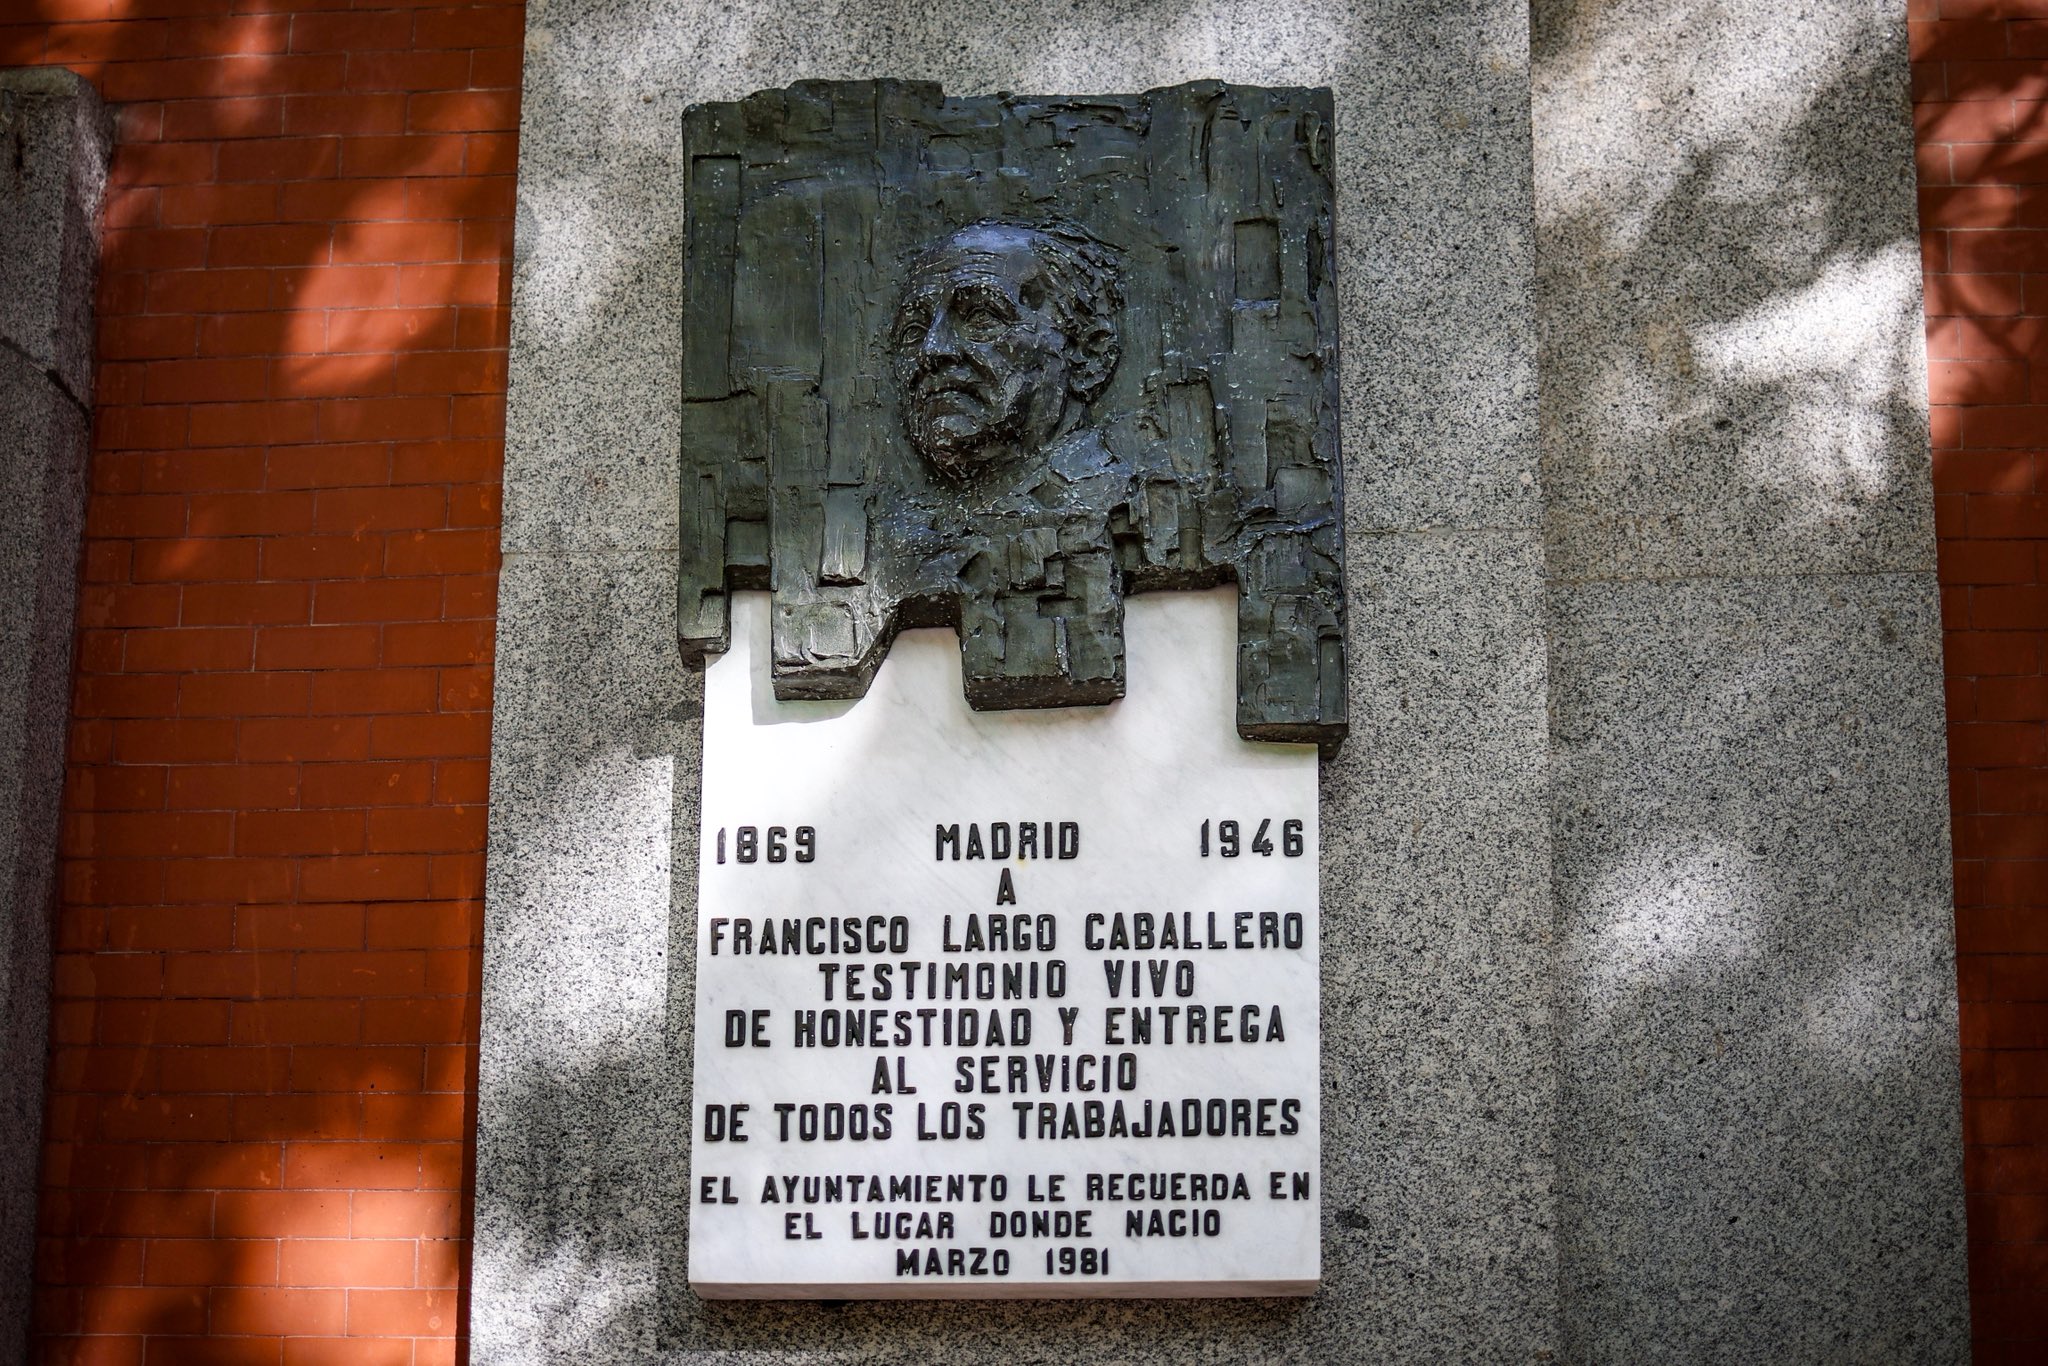 1869 MADRID 1946
A
FRANCISCO LARGO CABALLERO
TESTIMONIO VIVO
DE HONESTIDAD Y ENTREGA
AL SERVICIO
DE TODOS LOS TRABAJADORES
EL AYUNTAMIENTO LE RECUERDA EN
EL LUGAR DONDE NACIO
MARZO 1981